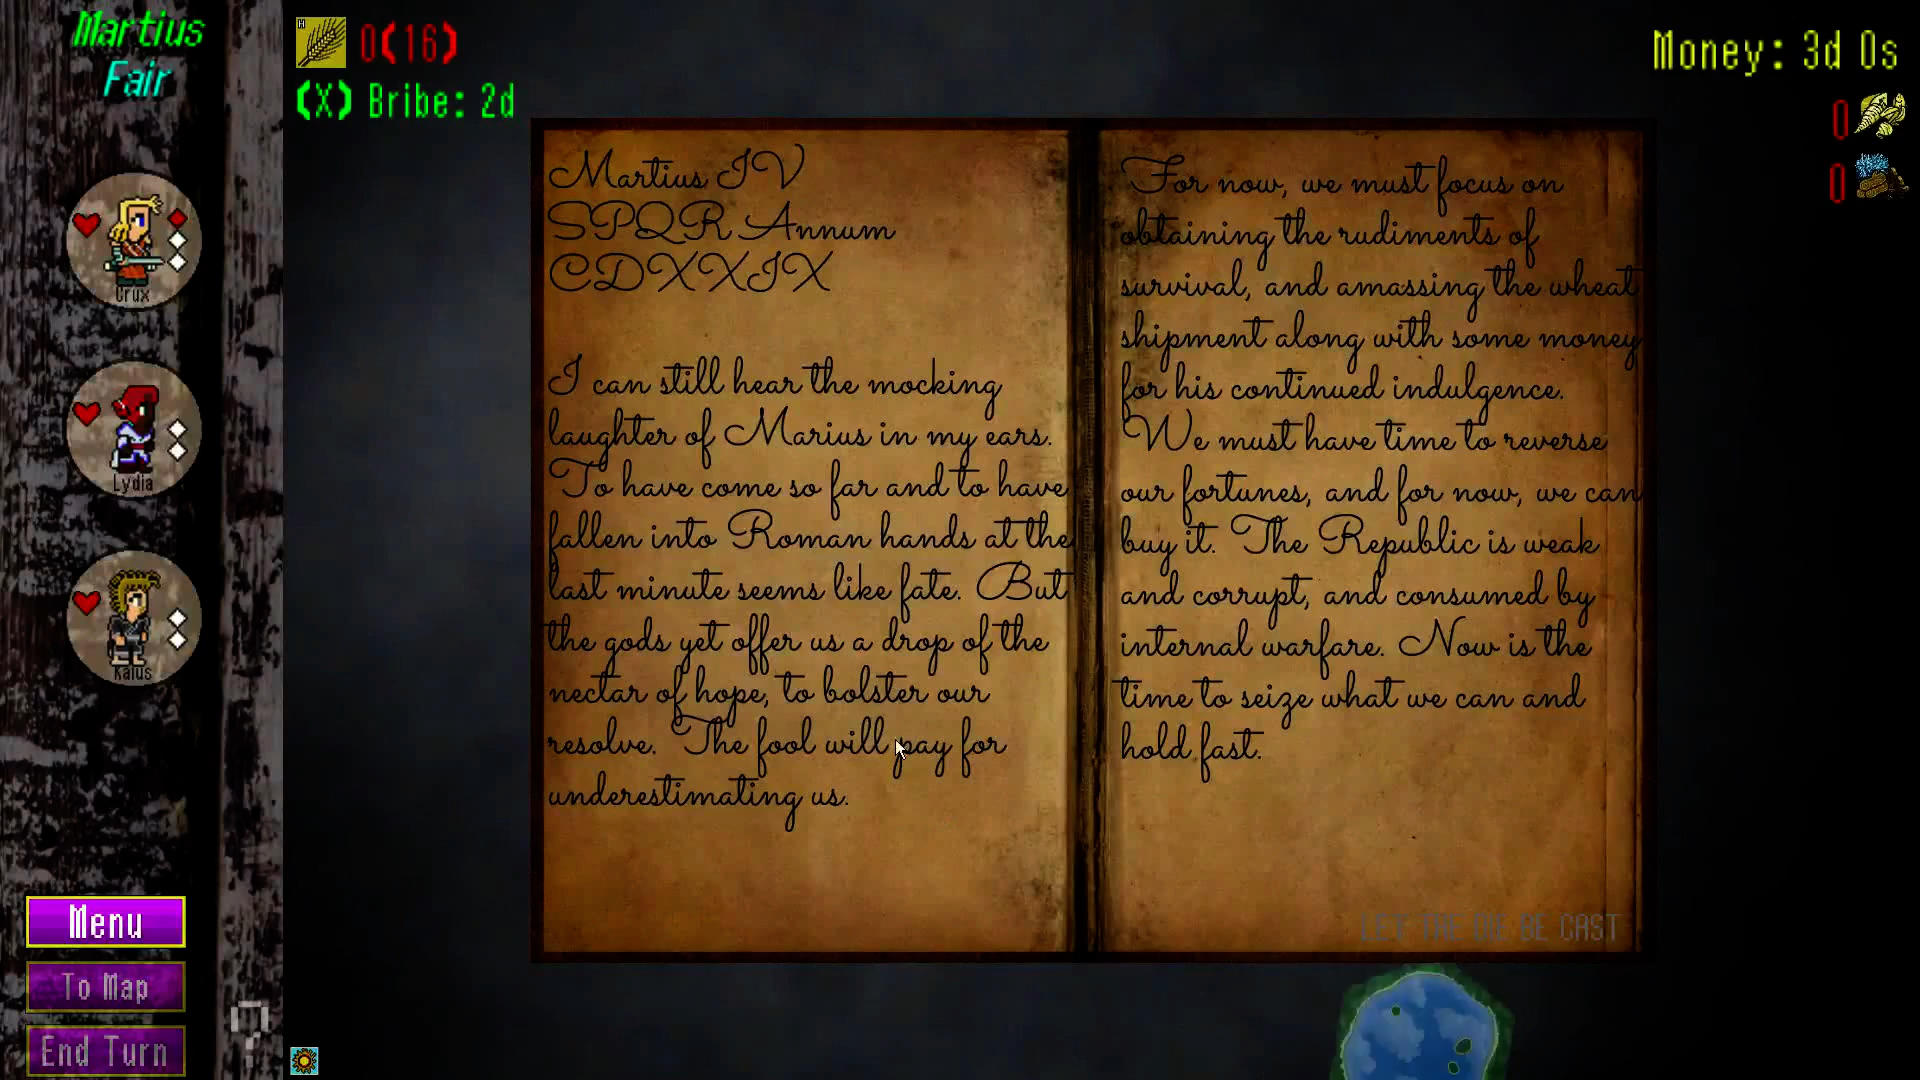 Martius
Fair
H
0(16)
(X) Bribe: 2d
Money: 3d 0s
0
0
Crux
Lydia
Kalus
Martius IV
SPQR Annum
CDXXIX
I can still hear the mocking
laughter of Marius in my ears.
To have come so far and to have
fallen into Roman hands at the
last minute seems like fate. But
the gods yet offer us a drop of the
nectar of hope, to bolster our
resolve. The fool will pay for
underestimating us.
For now, we must focus on
obtaining the rudiments of
survival, and amassing the wheat
shipment along with some money
for his continued indulgence.
We must have time to reverse
our fortunes, and for now, we can
buy it. The Republic is weak
and corrupt, and consumed by
internal warfare. Now is the
time to seize what we can and
hold fast.
LET THE DIE BE CAST
Menu
To Map
End Turn
?